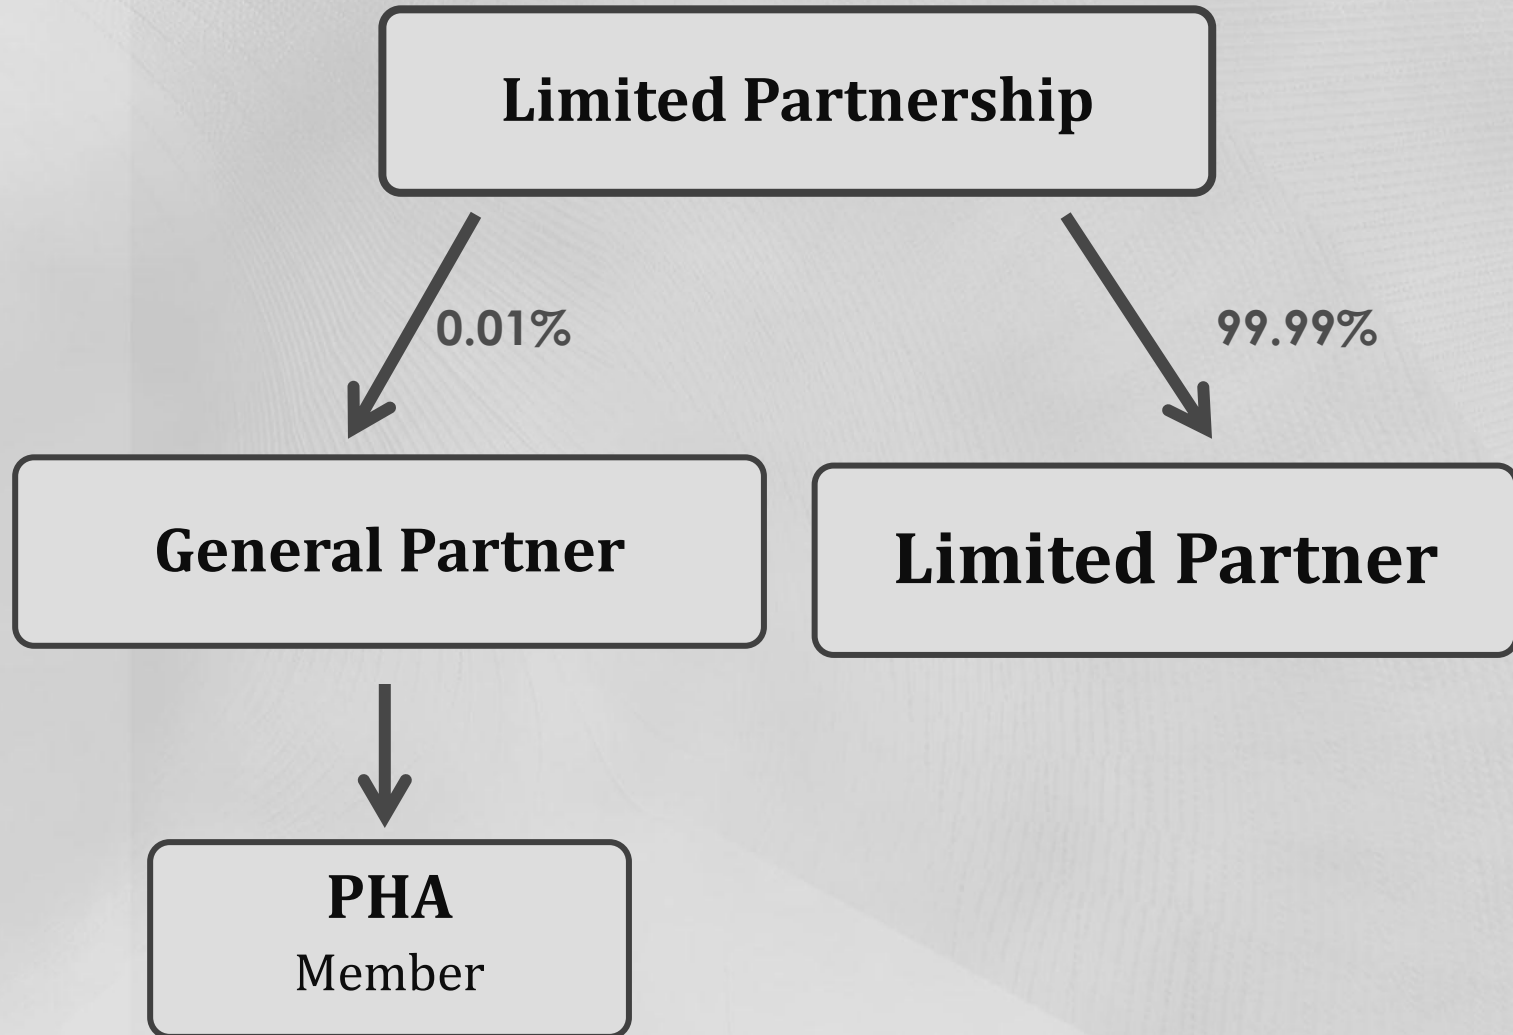 Limited Partnership
0.01%
99.99%
General Partner
Limited Partner
PHA
Member